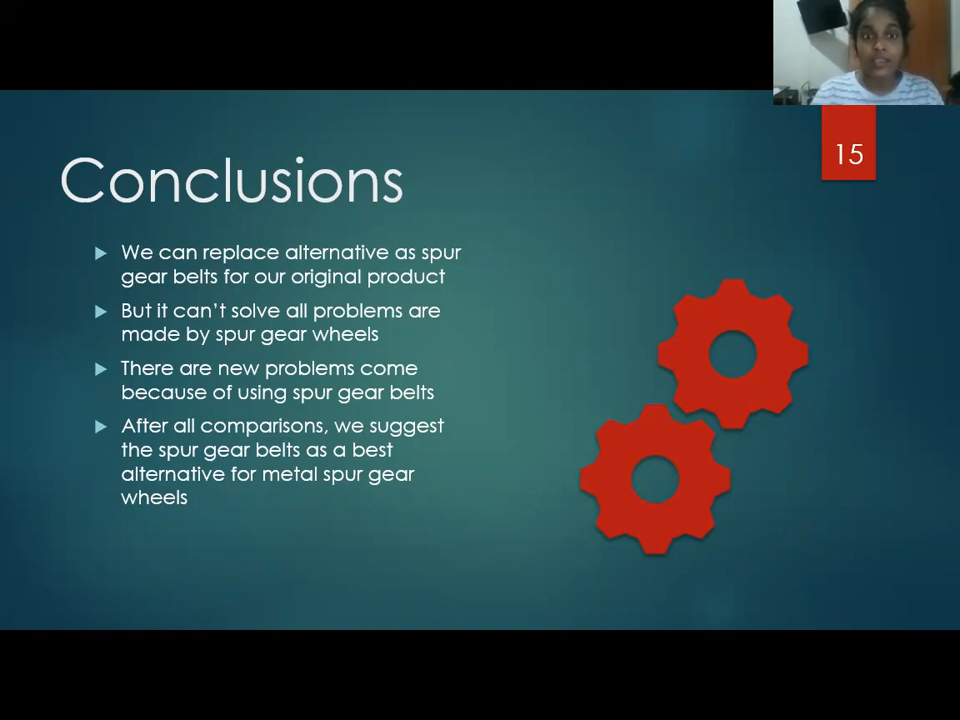 15
Conclusions
We can replace alternative as spur
gear belts for our original product
But it can't solve all problems are
made by spur gear wheels
There are new problems come
because of using spur gear belts
After all comparisons, we suggest
the spur gear belts as a best
alternative for metal spur gear
wheels